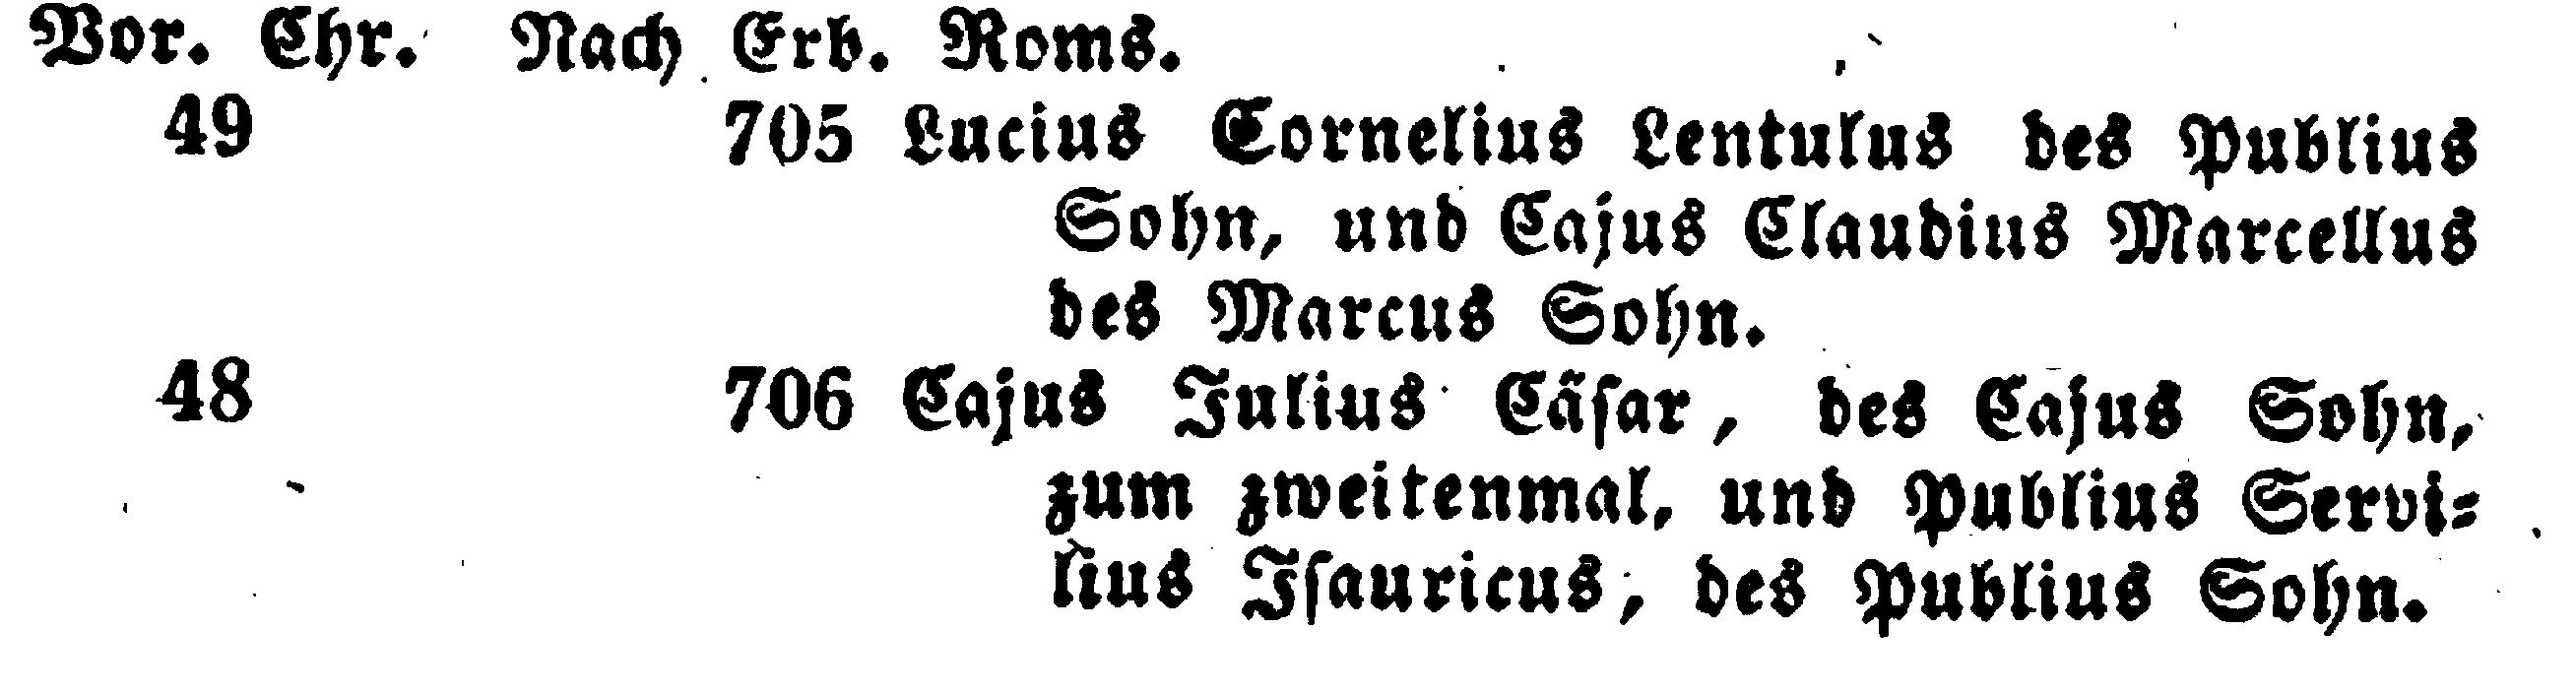 Vor. Chr. Nach Erb. Roms.
49 705 Lucius Cornelius Lentulus des Publius
Sohn, und Cajus Claudius Marcellus
des Marcus Sohn.
48 706 Cajus Julius Cäſar, des Cajus Sohn,
zum zweitenmal, und Publius Servi⸗
lius Iſauricus, des Publius Sohn.